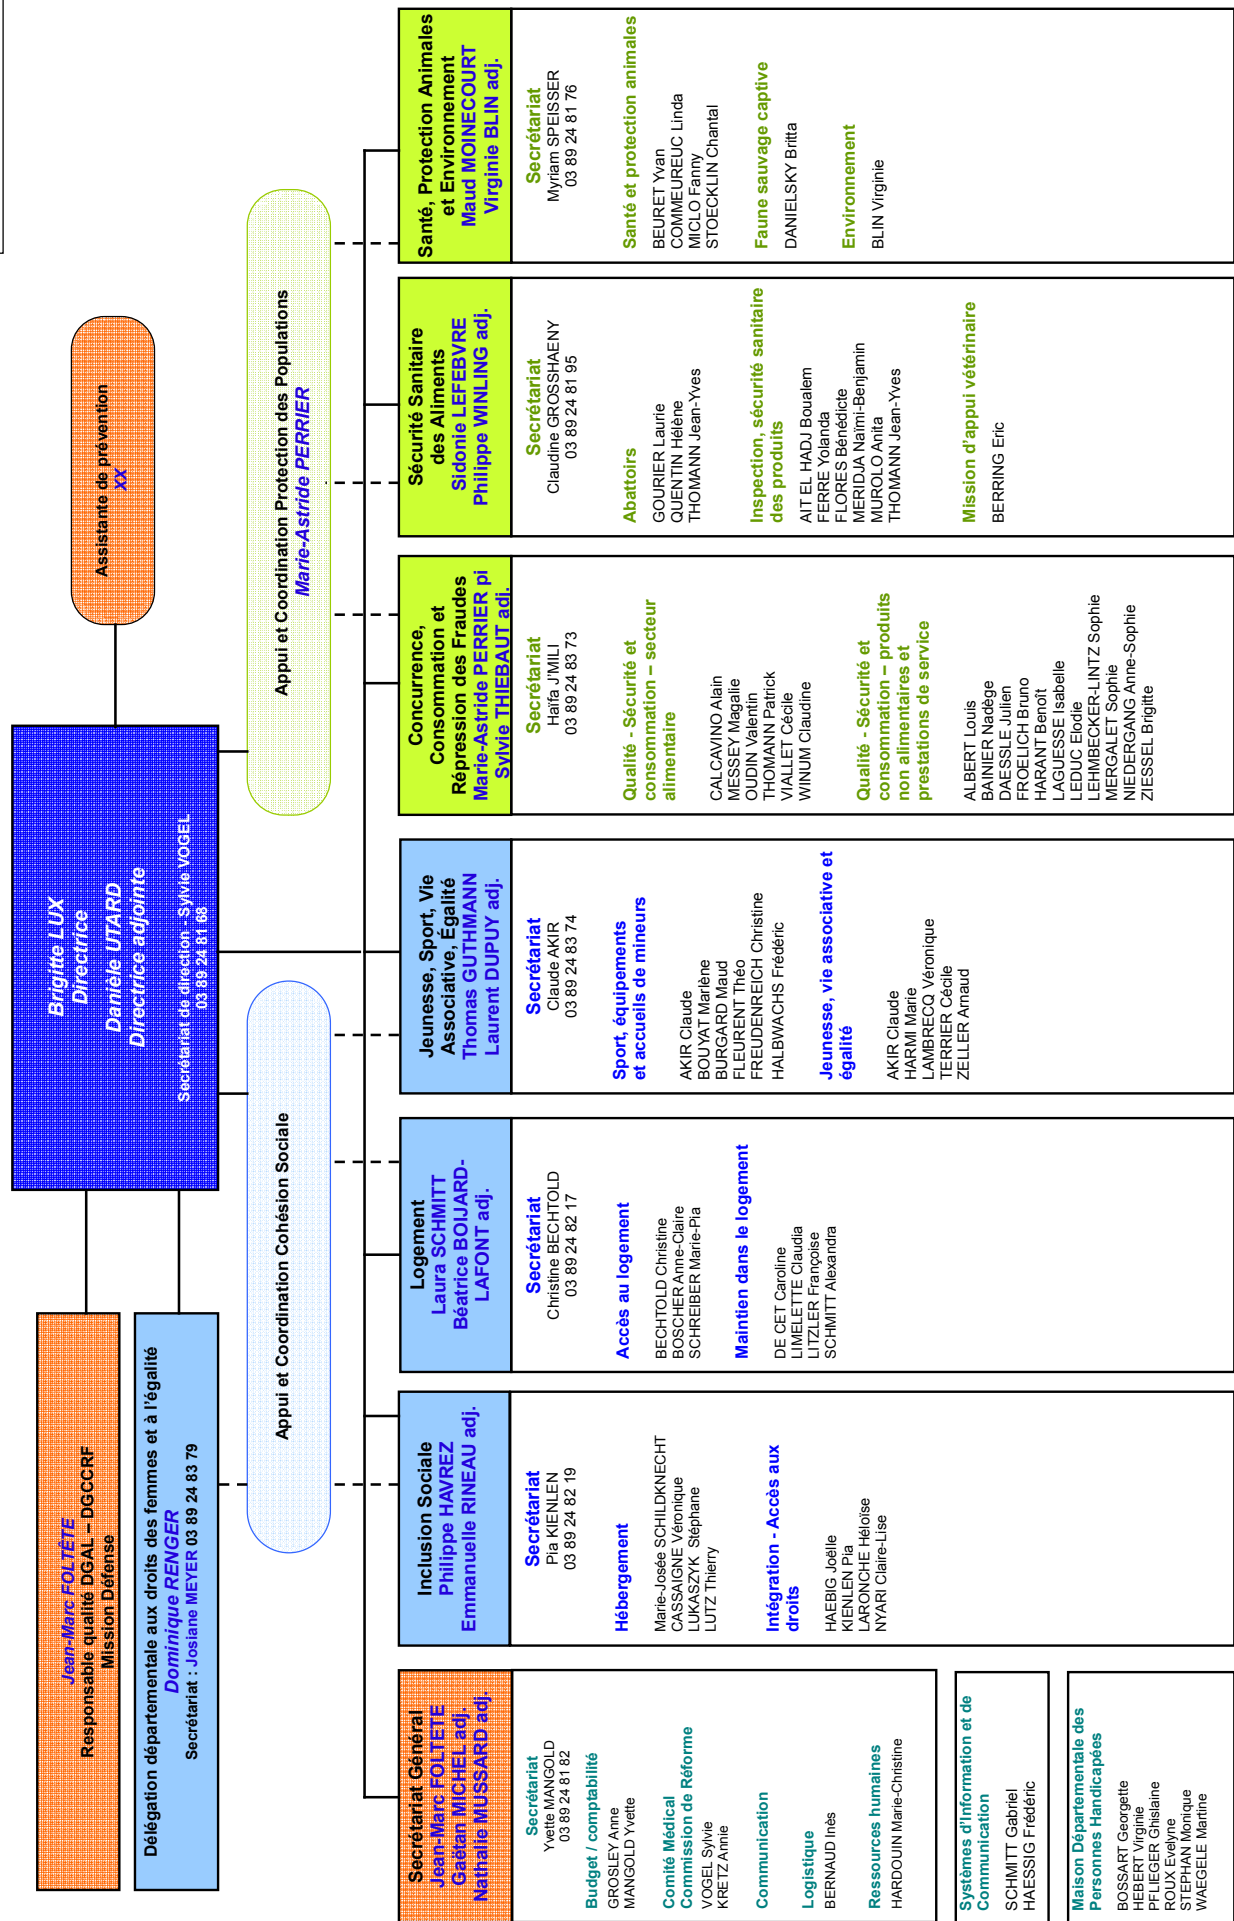 Brigitte LUX
Directrice
Danièle UTARD
Directrice adjointe
Secrétariat de direction - Sylvie VOGEL
03 89 24 81 68
Jean-Marc FOLTÊTE
Responsable qualité DGAL – DGCCRF
Mission Défense
Délégation départementale aux droits des femmes et à l'égalité
Dominique RENGER
Secrétariat : Josiane MEYER 03 89 24 83 79
Assistante de prévention
XX
Appui et Coordination Cohésion Sociale
Appui et Coordination Protection des Populations
Marie-Astride PERRIER
Secrétariat Général
Jean-Marc FOLTETE
Gaétan MICHEL adj.
Nathalie MUSSARD adj.
Secrétariat
Yvette MANGOLD
03 89 24 81 82
Budget / comptabilité
GROSLEY Anne
MANGOLD Yvette
Comité Médical
Commission de Réforme
VOGEL Sylvie
KRETZ Annie
Communication
Logistique
BERNAUD Inès
Ressources humaines
HARDOUIN Marie-Christine
Systèmes d'Information et de
Communication
SCHMITT Gabriel
HAESSIG Frédéric
Maison Départementale des
Personnes Handicapées
BOSSART Georgette
HEBERT Virginie
PFLIEGER Ghislaine
ROUX Evelyne
STEPHAN Monique
WAEGELE Martine
Inclusion Sociale
Philippe HAVREZ
Emmanuelle RINEAU adj.
Secrétariat
Pia KIENLEN
03 89 24 82 19
Hébergement
Marie-Josée SCHILDKNECHT
CASSAIGNE Véronique
LUKASZYK Stéphane
LUTZ Thierry
Intégration - Accès aux
droits
HAEBIG Joëlle
KIENLEN Pia
LARONCHE Héloïse
NYARI Claire-Lise
Logement
Laura SCHMITT
Béatrice BOIJARD-
LAFONT adj.
Secrétariat
Christine BECHTOLD
03 89 24 82 17
Accès au logement
BECHTOLD Christine
BOSCHER Anne-Claire
SCHREIBER Marie-Pia
Maintien dans le logement
DE CET Caroline
LIMELETTE Claudia
LITZLER Françoise
SCHMITT Alexandra
Jeunesse, Sport, Vie
Associative, Égalité
Thomas GUTHMANN
Laurent DUPUY adj.
Secrétariat
Claude AKIR
03 89 24 83 74
Sport, équipements
et accueils de mineurs
AKIR Claude
BOUYAT Marlène
BURGARD Maud
FLEURENT Théo
FREUDENREICH Christine
HALBWACHS Frédéric
Jeunesse, vie associative et
égalité
AKIR Claude
HARMI Marie
LAMBRECQ Véronique
TERRIER Cécile
ZELLER Arnaud
Concurrence,
Consommation et
Répression des Fraudes
Marie-Astride PERRIER pi
Sylvie THIEBAUT adj.
Secrétariat
Haïfa J'MILI
03 89 24 83 73
Qualité - Sécurité et
consommation – secteur
alimentaire
CALCAVINO Alain
MESSEY Magalie
OUDIN Valentin
THOMANN Patrick
VIALLET Cécile
WINUM Claudine
Qualité - Sécurité et
consommation – produits
non alimentaires et
prestations de service
ALBERT Louis
BAINIER Nadège
DAESSLE Julien
FROELICH Bruno
HARANT Benoît
LAGUESSE Isabelle
LEDUC Elodie
LEHMBECKER-LINTZ Sophie
MERGALET Sophie
NIEDERGANG Anne-Sophie
ZIESSEL Brigitte
Sécurité Sanitaire
des Aliments
Sidonie LEFEBVRE
Philippe WINLING adj.
Secrétariat
Claudine GROSSHAENY
03 89 24 81 95
Abattoirs
GOURIER Laurie
QUENTIN Hélène
THOMANN Jean-Yves
Inspection, sécurité sanitaire
des produits
AIT EL HADJ Boualem
FERRE Yolanda
FLORES Bénédicte
MERIDJA Naïmi-Benjamin
MUROLO Anita
THOMANN Jean-Yves
Mission d'appui vétérinaire
BERRING Eric
Santé, Protection Animales
et Environnement
Maud MOINECOURT
Virginie BLIN adj.
Secrétariat
Myriam SPEISSER
03 89 24 81 76
Santé et protection animales
BEURET Yvan
COMMEUREUC Linda
MICLO Fanny
STOECKLIN Chantal
Faune sauvage captive
DANIELSKY Britta
Environnement
BLIN Virginie